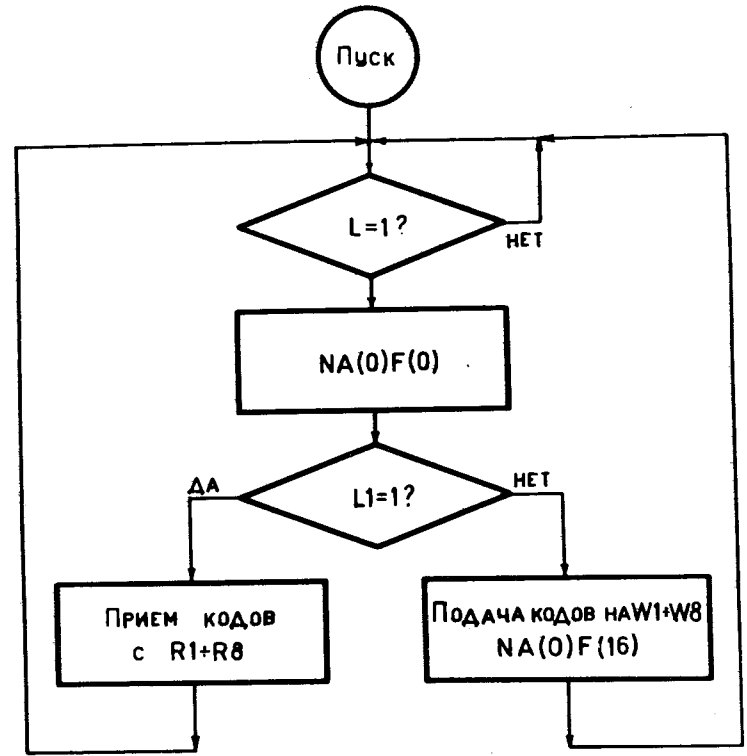 Пуск
L=1?
НЕТ
NA(0)F(0)
L1=1?
ДА
НЕТ
ПРИЕМ КОДОВ
с R1+R8
ПОДАЧА КОДОВ НА W1+W8
NA(0)F(16)